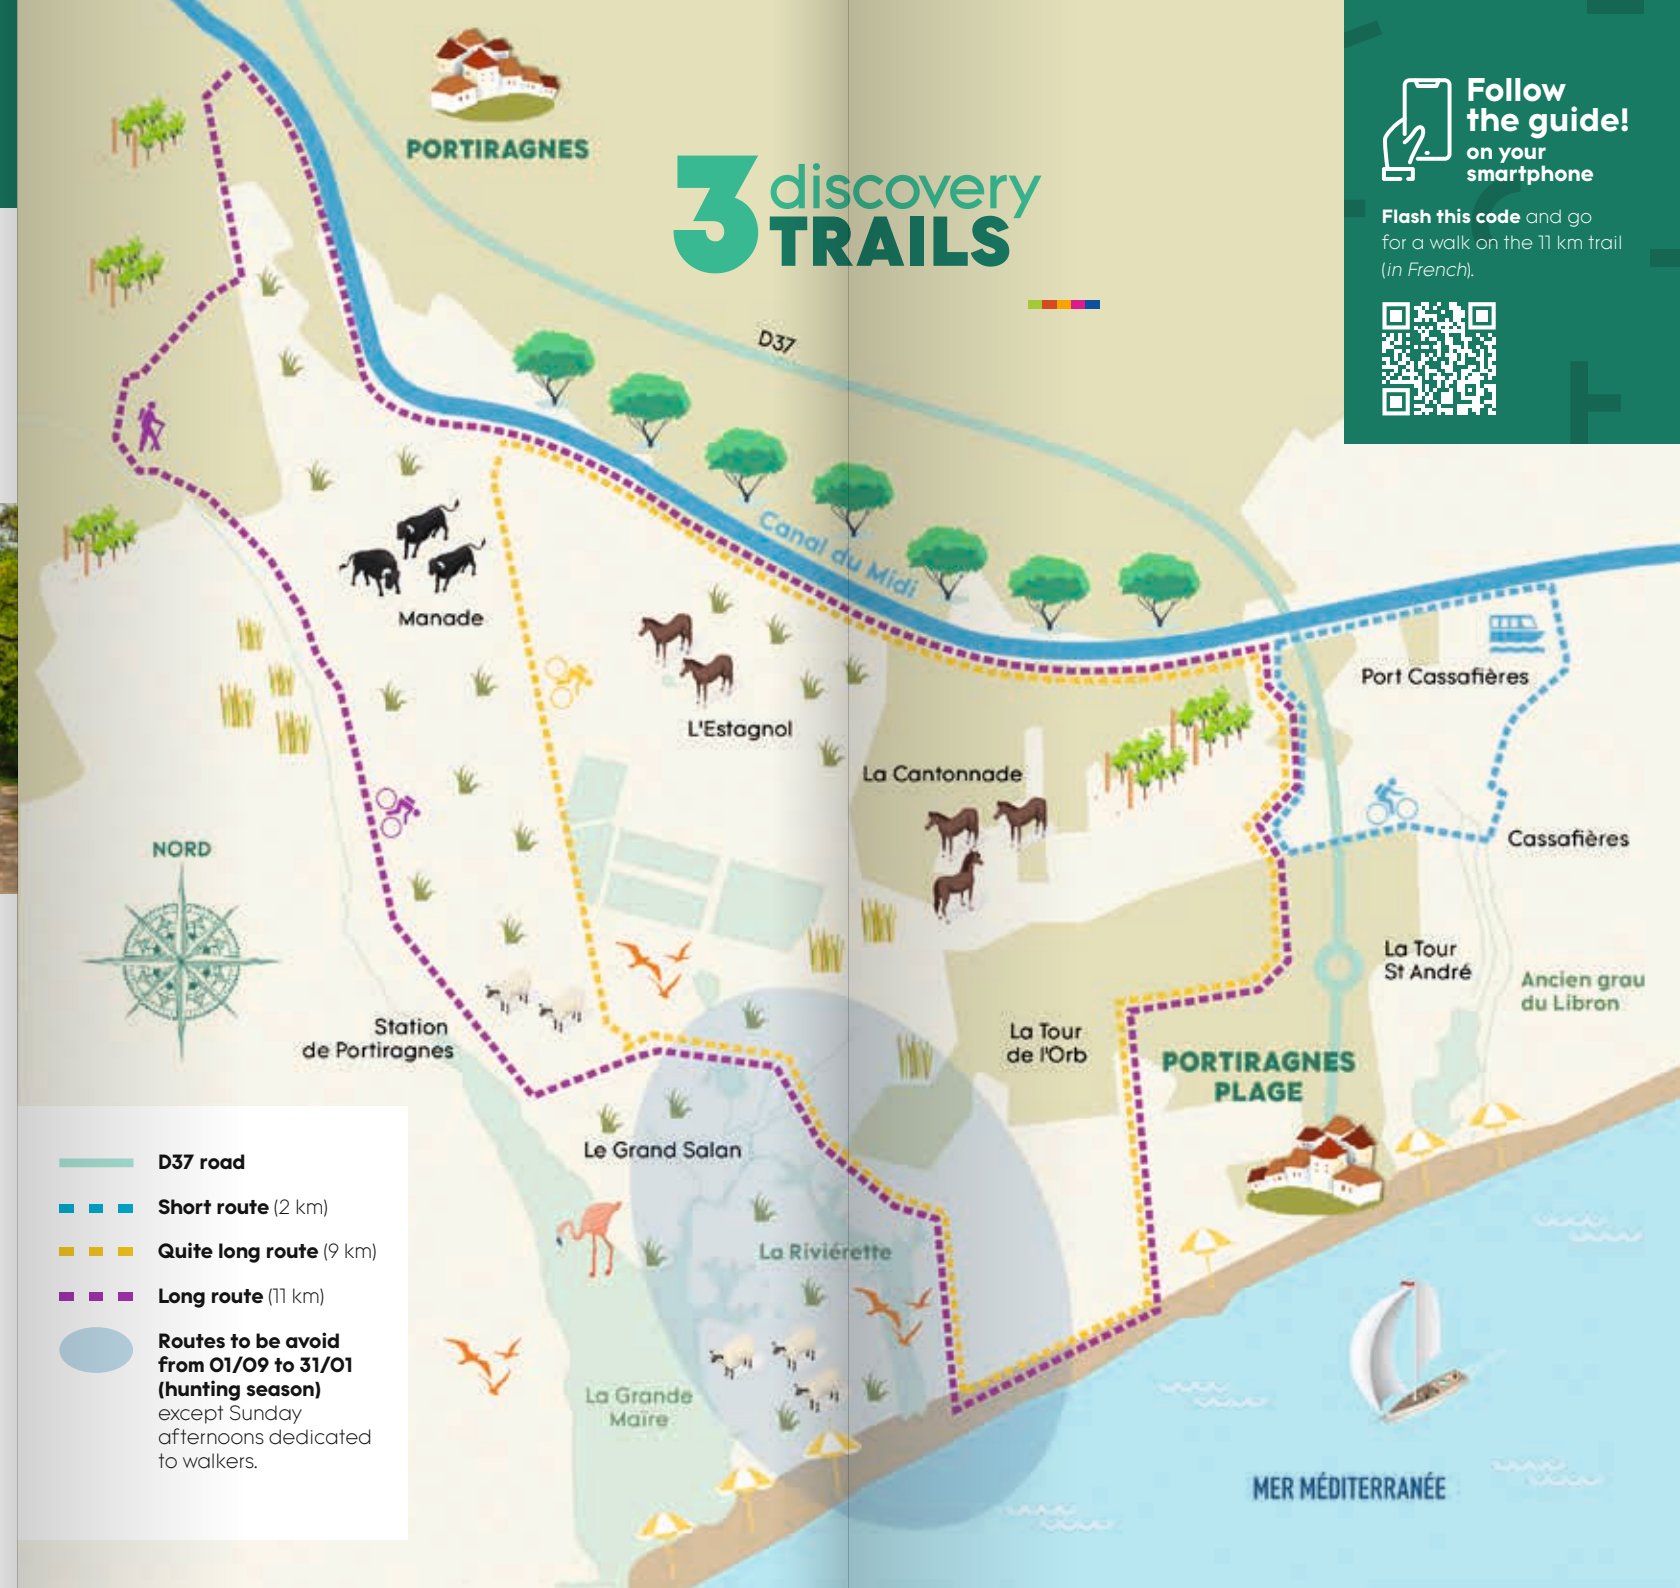 PORTIRAGNES
3 discovery
TRAILS
Follow
the guide!
on your
smartphone
Flash this code and go
for a walk on the 11 km trail
(in French).
D37
Canal du Midi
Manade
L'Estagnol
Port Cassafières
La Cantonnade
Cassafières
NORD
La Tour
St André
Ancien grau
du Libron
Station
de Portiragnes
La Tour
de l'Orb
PORTIRAGNES
PLAGE
Le Grand Salan
La Riviérette
La Grande
Maïre
MER MÉDITERRANÉE
D37 road
Short route (2 km)
Quite long route (9 km)
Long route (11 km)
Routes to be avoid
from 01/09 to 31/01
(hunting season)
except Sunday
afternoons dedicated
to walkers.